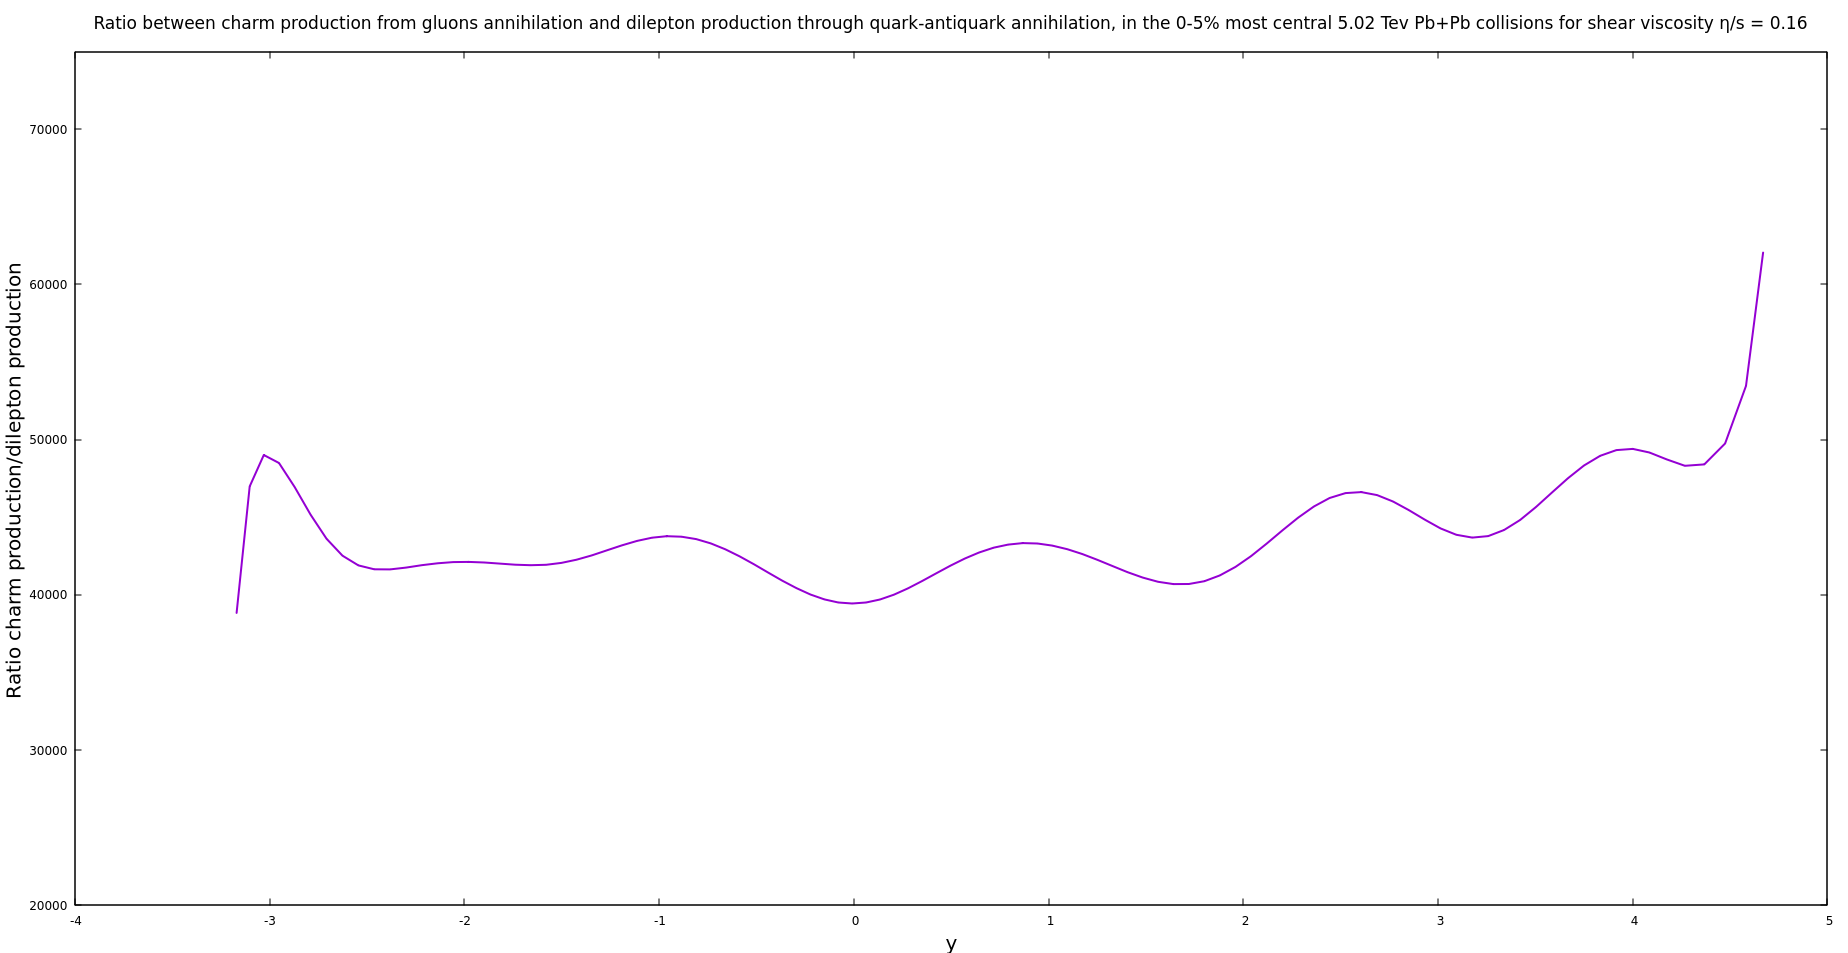 Ratio between charm production from gluons annihilation and dilepton production through quark-antiquark annihilation, in the 0-5% most central 5.02 Tev Pb+Pb collisions for shear viscosity η/s = 0.16
Ratio charm production/dilepton production
70000
60000
50000
40000
30000
20000
-4 -3 -2 -1 0 1 2 3 4 5
y